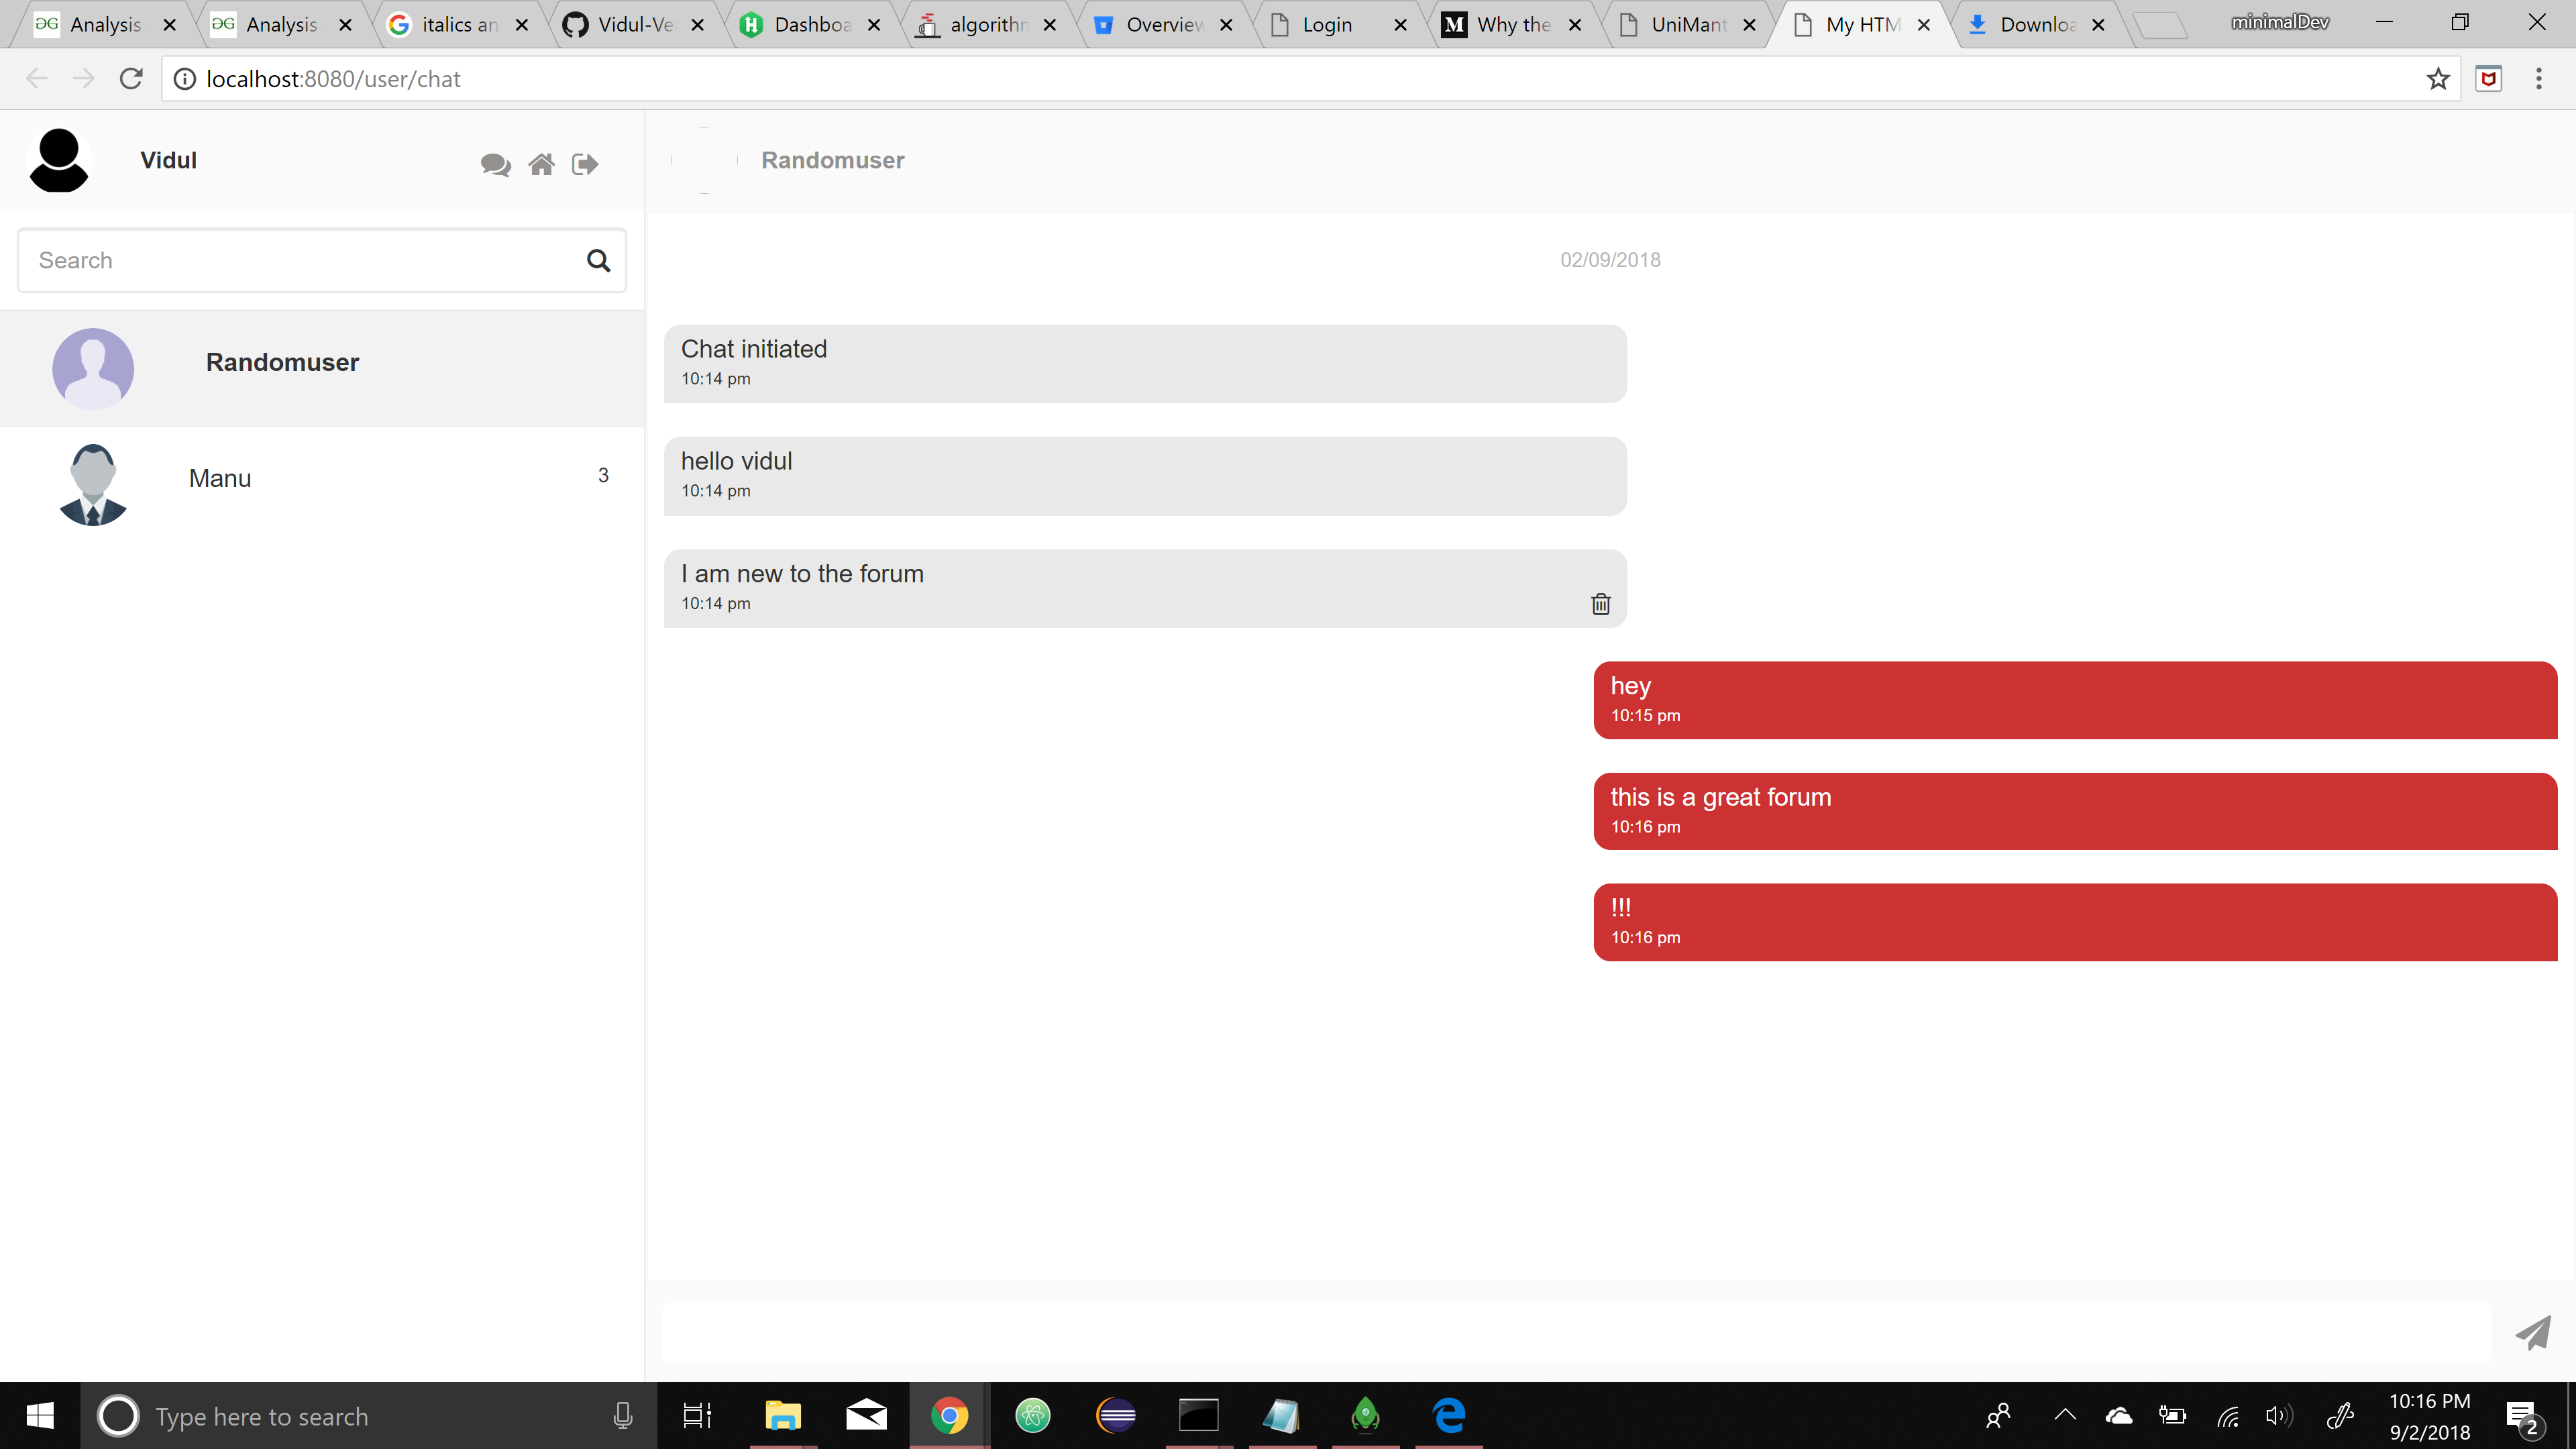 Analysis
Analysis
italics an
Vidul-Ve
Dashboa
algorithm
Overview
Login
Why the
UniMant
My HTM
Downloa
minimalDev
localhost:8080/user/chat
Vidul
Randomuser
Search
02/09/2018
Randomuser
Manu
3
Chat initiated
10:14 pm
hello vidul
10:14 pm
I am new to the forum
10:14 pm
hey
10:15 pm
this is a great forum
10:16 pm
!!!
10:16 pm
Type here to search
10:16 PM
9/2/2018
2